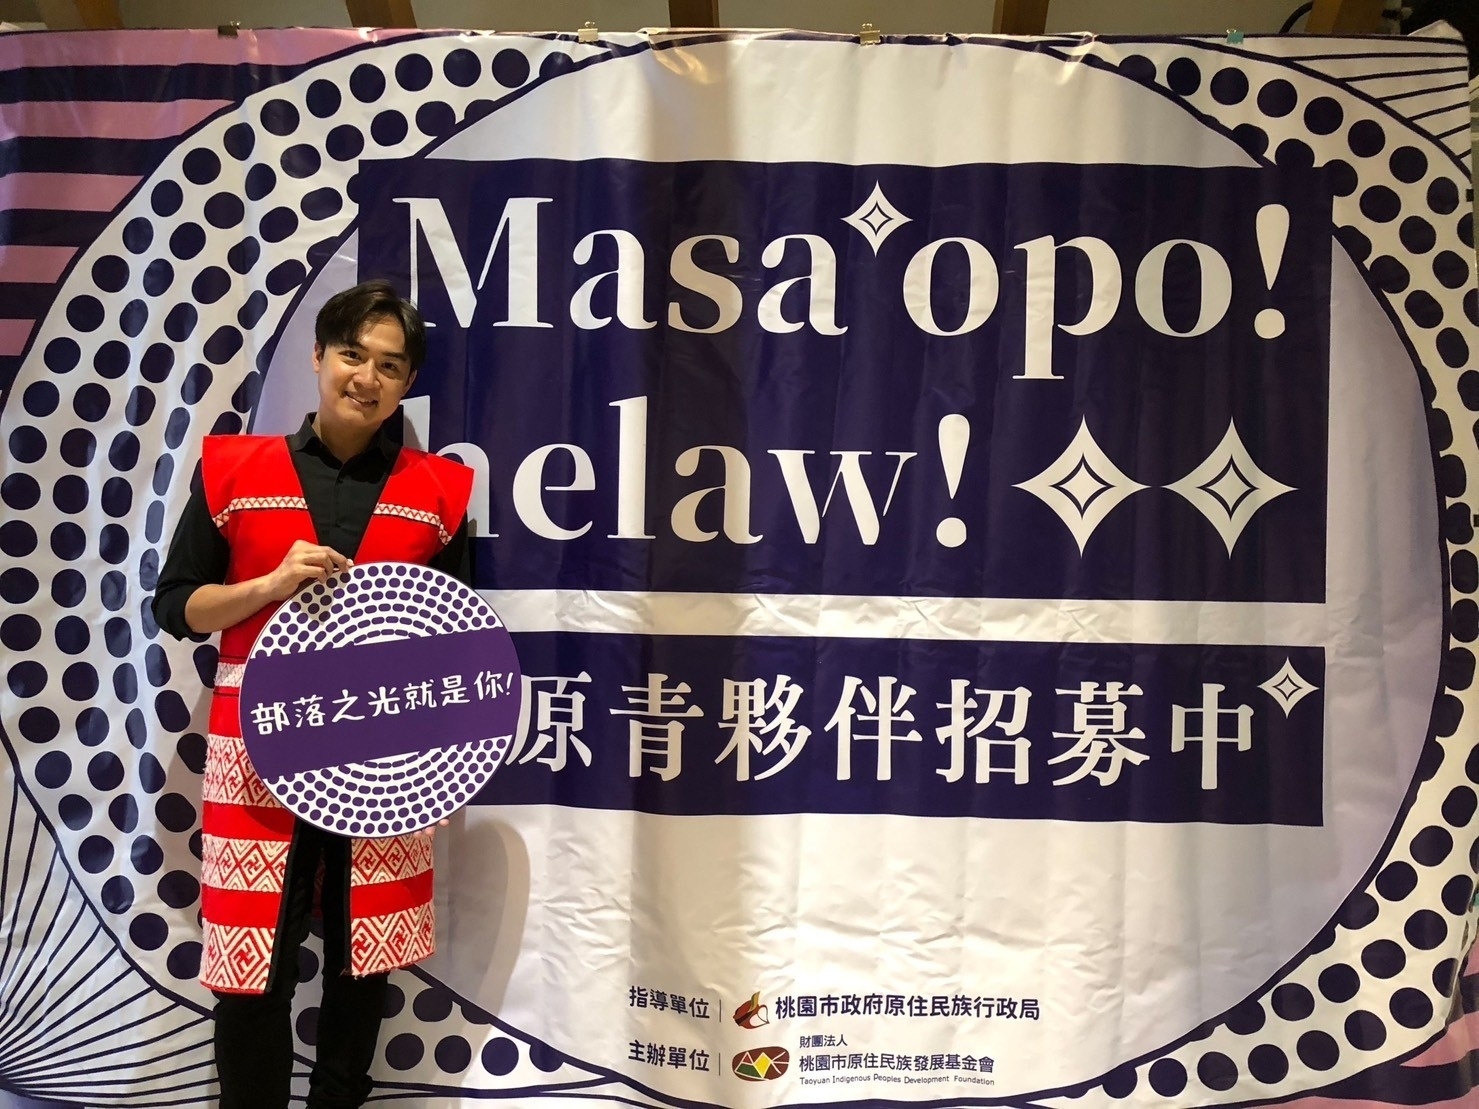 Masa opo!
helaw!
部落之光就是你!
原青夥伴招募中
指導單位 | 桃園市政府原住民族行政局
財團法人
主辦單位 | 桃園市原住民族發展基金會
Taoyuan Indigenous Peoples Development Foundation